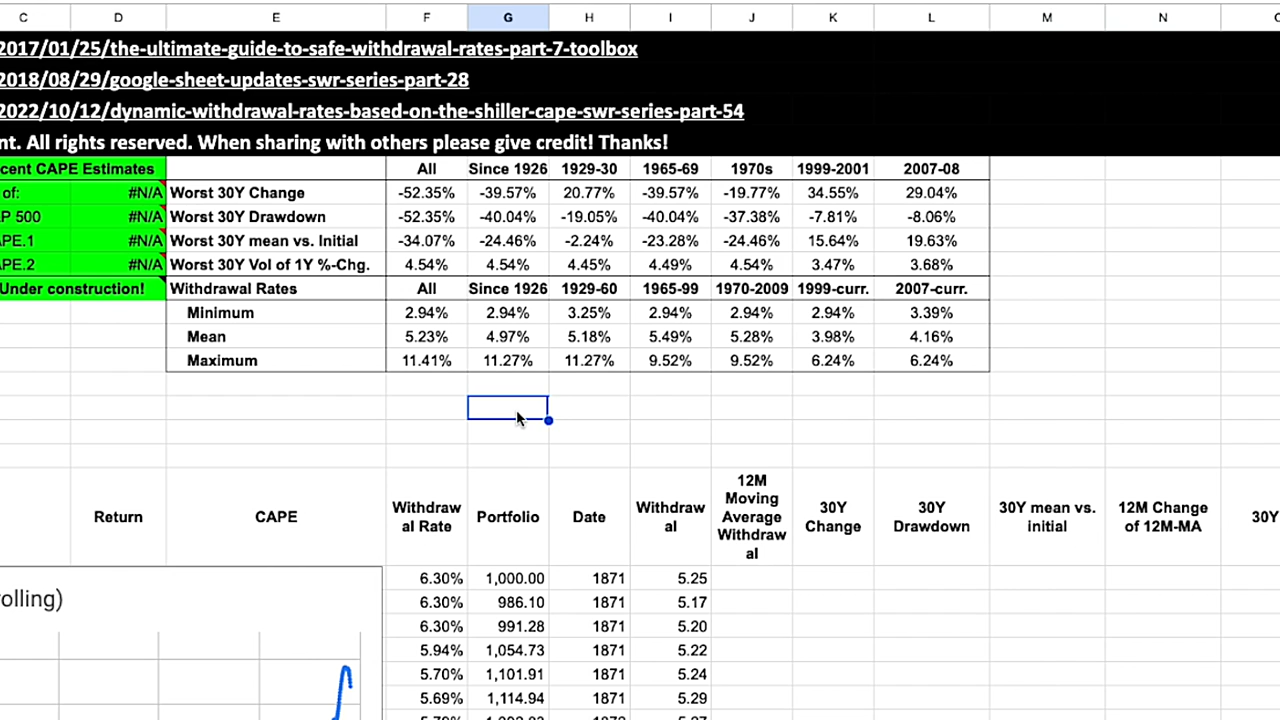 C D E F G H I J K L M N
2017/01/25/the-ultimate-guide-to-safe-withdrawal-rates-part-7-toolbox
2018/08/29/google-sheet-updates-swr-series-part-28
2022/10/12/dynamic-withdrawal-rates-based-on-the-shiller-cape-swr-series-part-54
nt. All rights reserved. When sharing with others please give credit! Thanks!
cent CAPE Estimates All Since 1926 1929-30 1965-69 1970s 1999-2001 2007-08
of: #N/A Worst 30Y Change -52.35% -39.57% 20.77% -39.57% -19.77% 34.55% 29.04%
P 500 #N/A Worst 30Y Drawdown -52.35% -40.04% -19.05% -40.04% -37.38% -7.81% -8.06%
APE.1 #N/A Worst 30Y mean vs. Initial -34.07% -24.46% -2.24% -23.28% -24.46% 15.64% 19.63%
APE.2 #N/A Worst 30Y Vol of 1Y %-Chg. 4.54% 4.54% 4.45% 4.49% 4.54% 3.47% 3.68%
Under construction! Withdrawal Rates All Since 1926 1929-60 1965-99 1970-2009 1999-curr. 2007-curr.
Minimum 2.94% 2.94% 3.25% 2.94% 2.94% 2.94% 3.39%
Mean 5.23% 4.97% 5.18% 5.49% 5.28% 3.98% 4.16%
Maximum 11.41% 11.27% 11.27% 9.52% 9.52% 6.24% 6.24%
Return CAPE Withdrawal Rate Portfolio Date Withdrawal 12M Moving Average Withdrawal 30Y Change 30Y Drawdown 30Y mean vs. initial 12M Change of 12M-MA 30Y
6.30% 1,000.00 1871 5.25
olling) 6.30% 986.10 1871 5.17
6.30% 991.28 1871 5.20
5.94% 1,054.73 1871 5.22
5.70% 1,101.91 1871 5.24
5.69% 1,114.94 1871 5.29